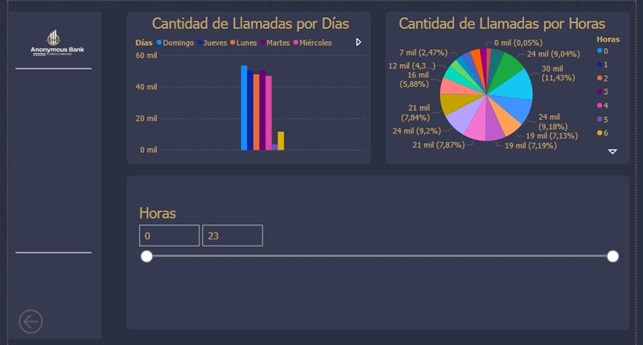 Anonymous Bank
Cantidad de Llamadas por Días
Días Domingo Jueves Lunes Martes Miércoles
60 mil
40 mil
20 mil
0 mil
Cantidad de Llamadas por Horas
0 mil (0,05%)
24 mil (9,04%)
30 mil (11,43%)
24 mil (9,18%)
19 mil (7,13%)
19 mil (7,19%)
21 mil (7,87%)
24 mil (9,2%)
21 mil (7,84%)
16 mil (5,88%)
12 mil (4,3...)
7 mil (2,47%)
Horas
0
1
2
3
4
5
6
Horas
0 23